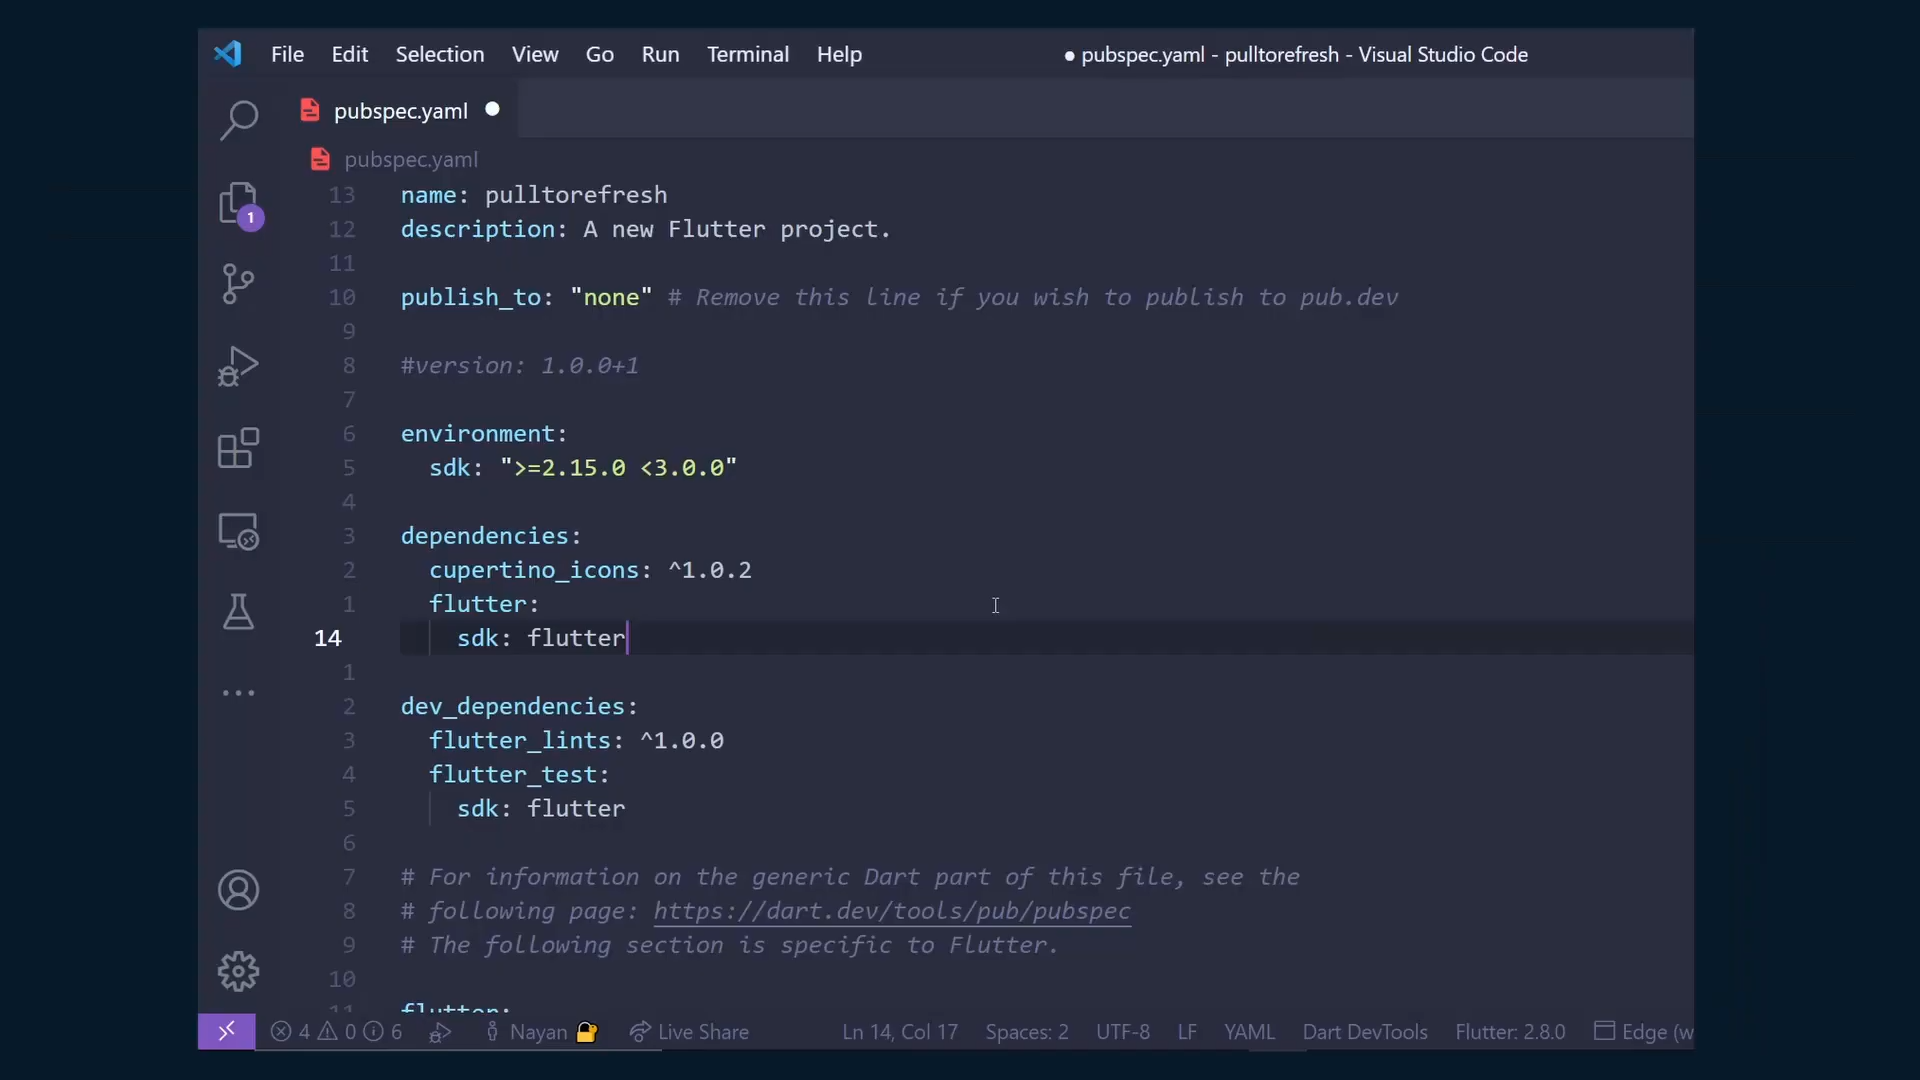 File Edit Selection View Go Run Terminal Help ● pubspec.yaml - pulltorefresh - Visual Studio Code
pubspec.yaml
pubspec.yaml
13 name: pulltorefresh
12 description: A new Flutter project.
11
10 publish_to: "none" # Remove this line if you wish to publish to pub.dev
9
8 #version: 1.0.0+1
7
6 environment:
5 sdk: ">=2.15.0 <3.0.0"
4
3 dependencies:
2 cupertino_icons: ^1.0.2
1 flutter:
14 sdk: flutter
1
2 dev_dependencies:
3 flutter_lints: ^1.0.0
4 flutter_test:
5 sdk: flutter
6
7 # For information on the generic Dart part of this file, see the
8 # following page: https://dart.dev/tools/pub/pubspec
9 # The following section is specific to Flutter.
10
11 flutter:
1
4 0 6 Nayan 🔐 Live Share Ln 14, Col 17 Spaces: 2 UTF-8 LF YAML Dart DevTools Flutter: 2.8.0 Edge (w